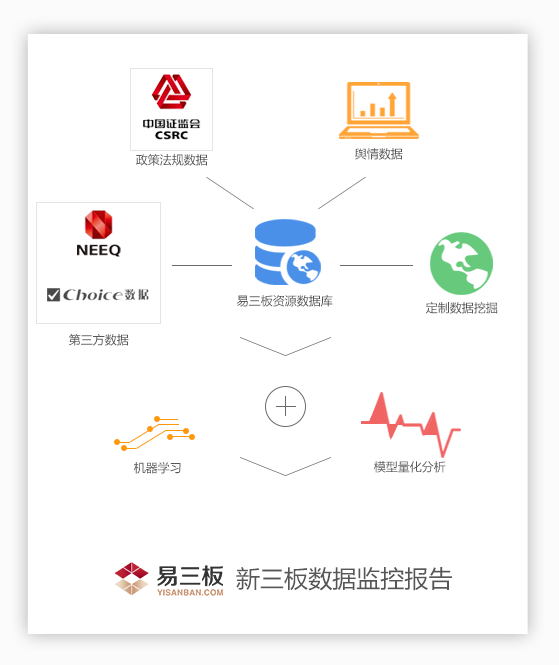 中国证监会
CSRC
政策法规数据
舆情数据
NEEQ
Choice数据
第三方数据
易三板资源数据库
定制数据挖掘
机器学习
模型量化分析
易三板
YISANBAN.COM
新三板数据监控报告